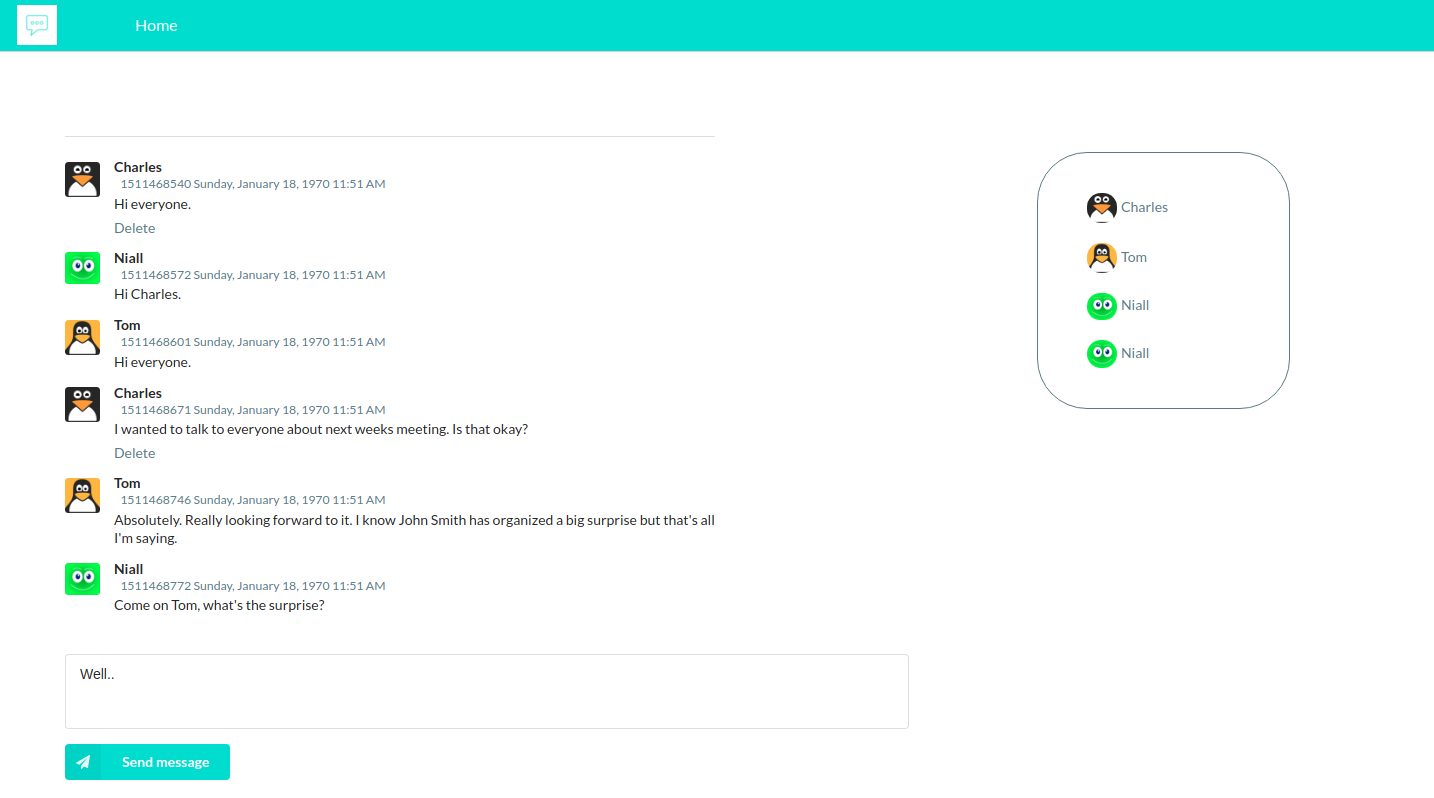 Home
Charles
1511468540 Sunday, January 18, 1970 11:51 AM
Hi everyone.
Delete
Niall
1511468572 Sunday, January 18, 1970 11:51 AM
Hi Charles.
Tom
1511468601 Sunday, January 18, 1970 11:51 AM
Hi everyone.
Charles
1511468671 Sunday, January 18, 1970 11:51 AM
I wanted to talk to everyone about next weeks meeting. Is that okay?
Delete
Tom
1511468746 Sunday, January 18, 1970 11:51 AM
Absolutely. Really looking forward to it. I know John Smith has organized a big surprise but that's all
I'm saying.
Niall
1511468772 Sunday, January 18, 1970 11:51 AM
Come on Tom, what's the surprise?
Well..
Send message
Charles
Tom
Niall
Niall